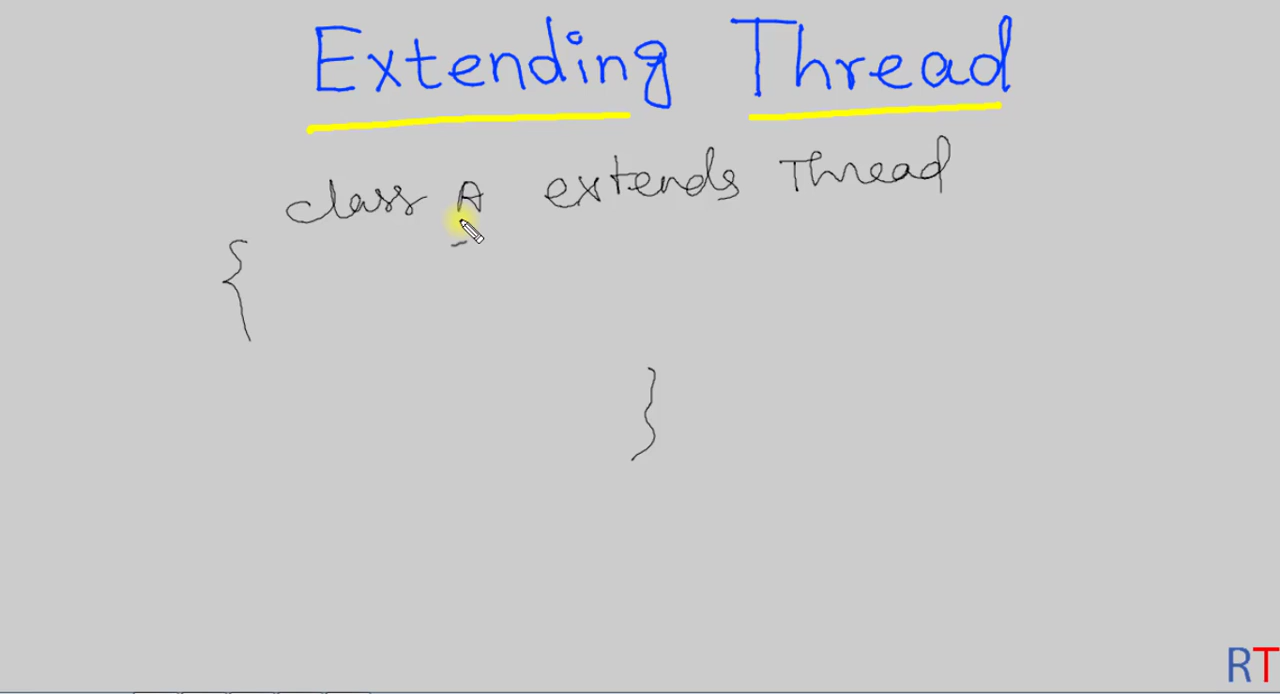 Extending Thread
class A extends Thread
{
}
RT